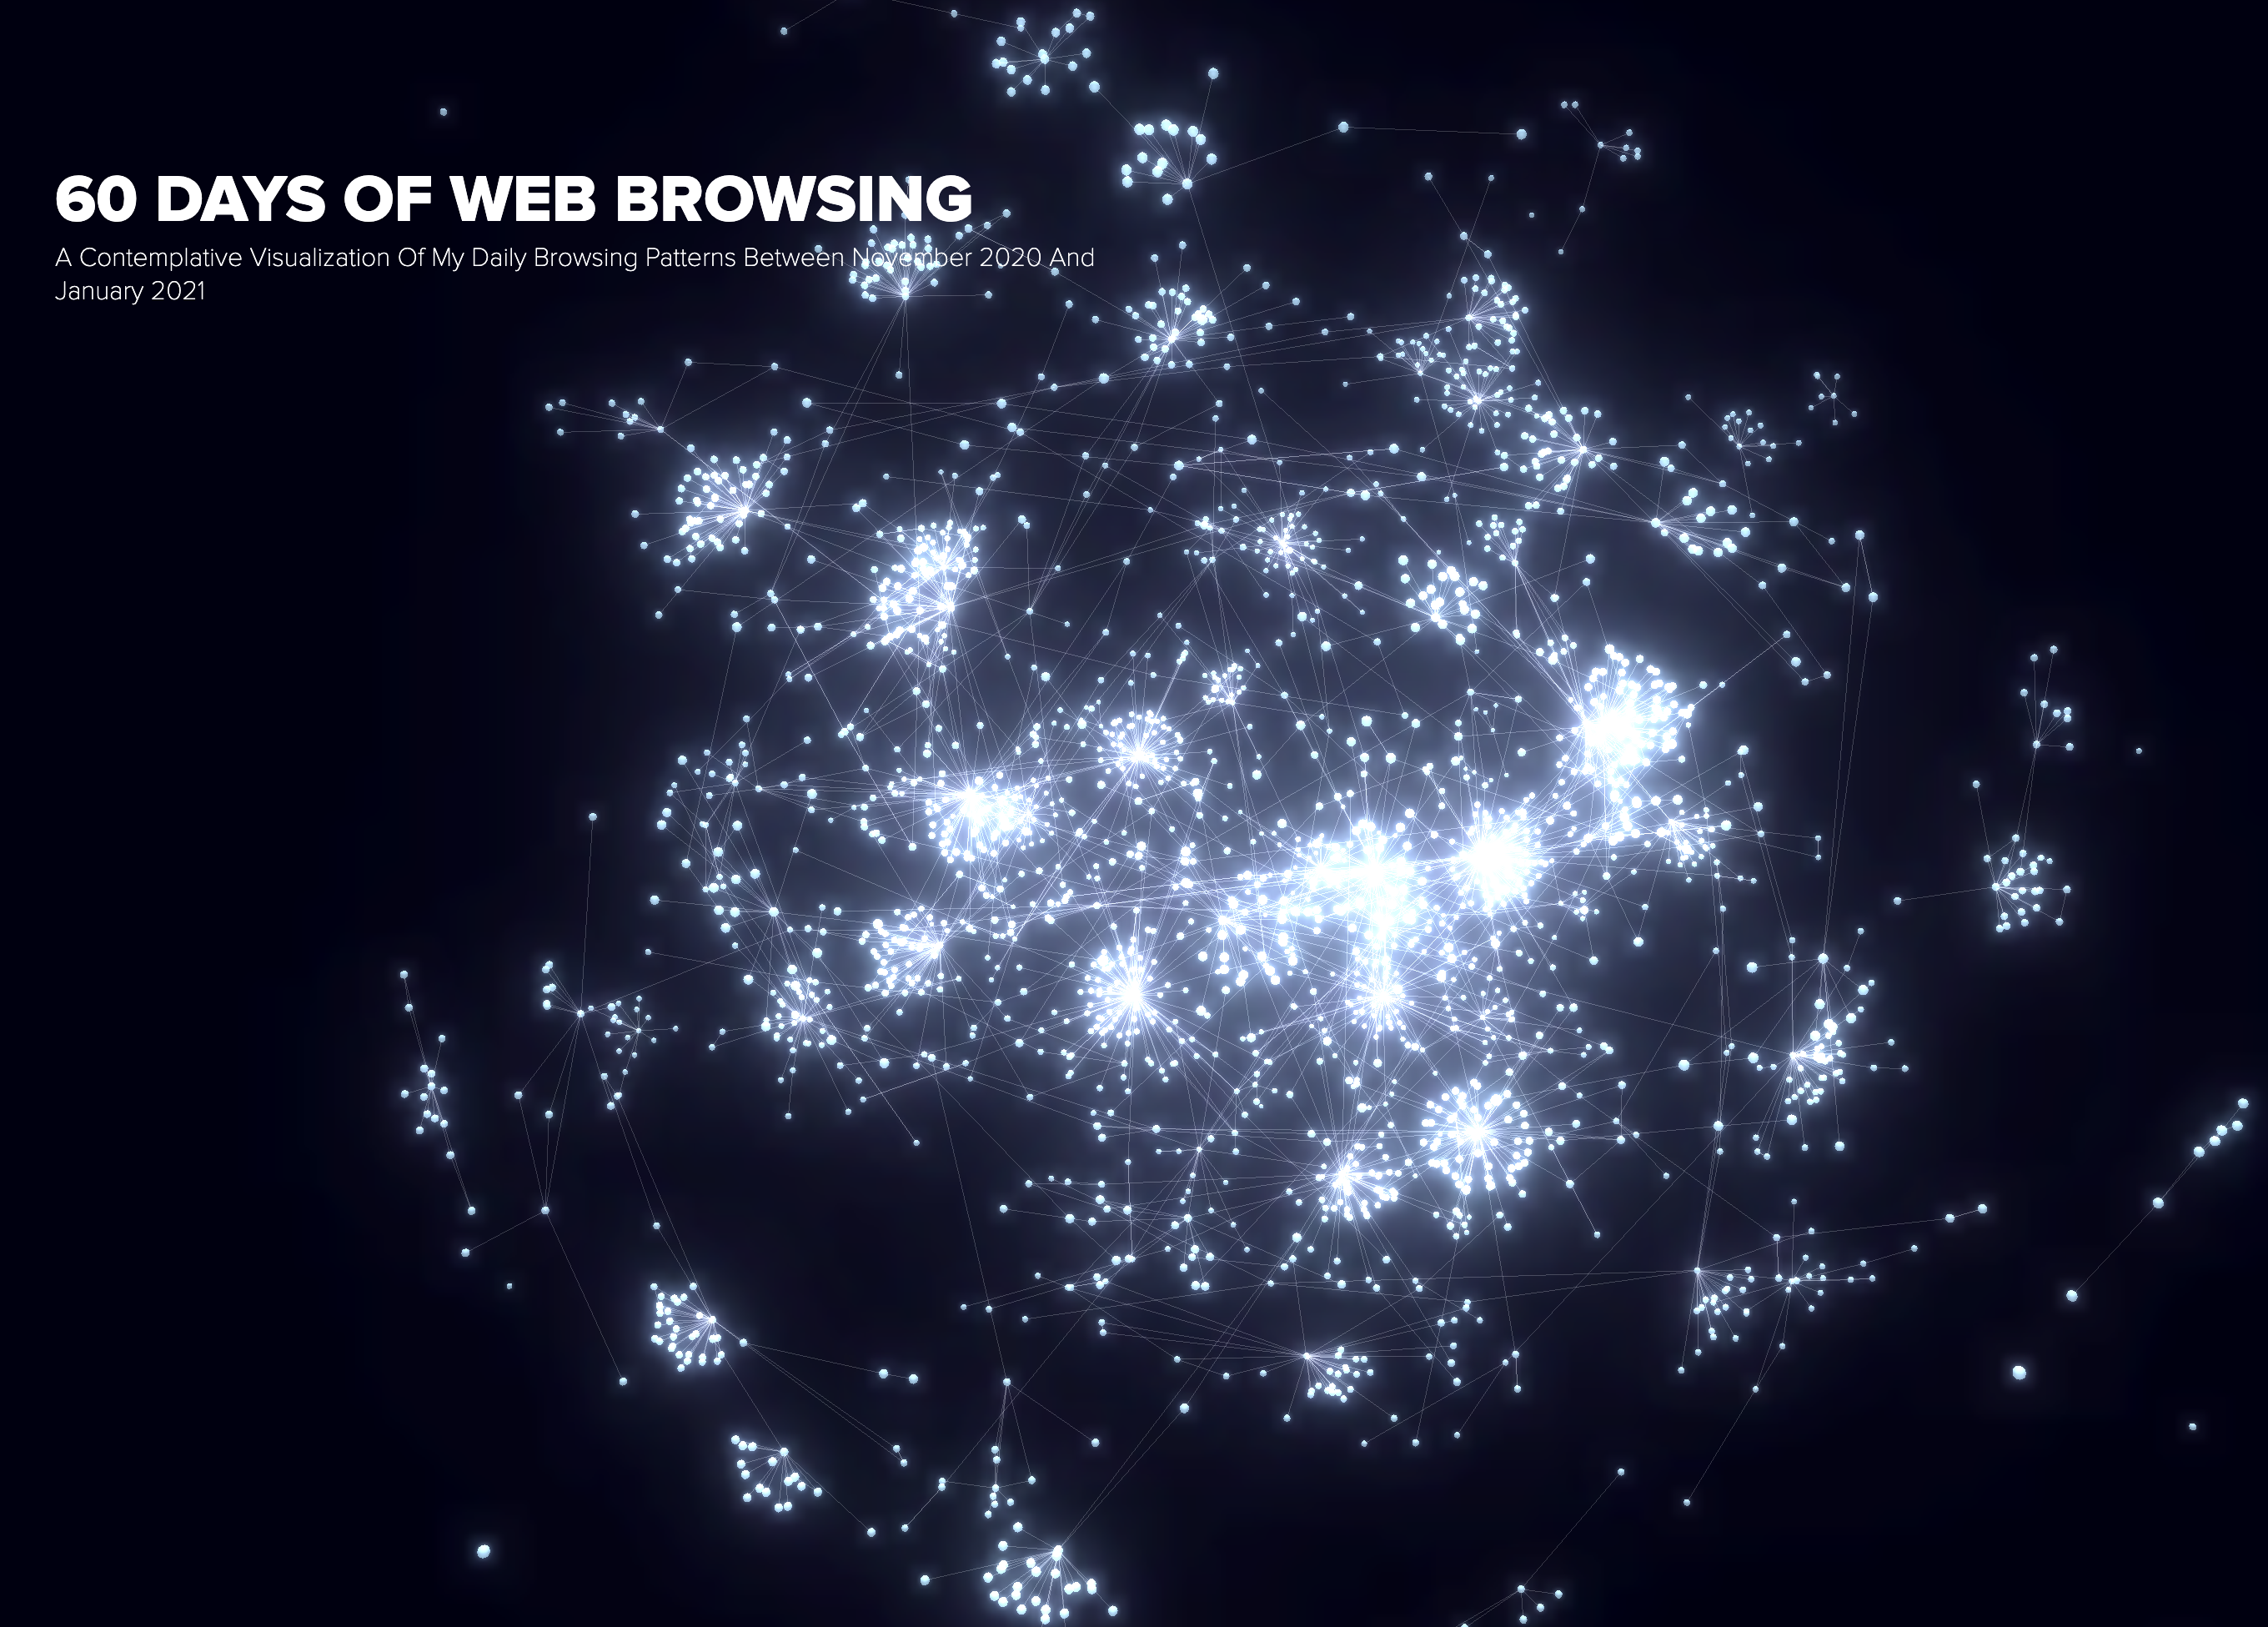 60 DAYS OF WEB BROWSING
A Contemplative Visualization Of My Daily Browsing Patterns Between November 2020 And
January 2021